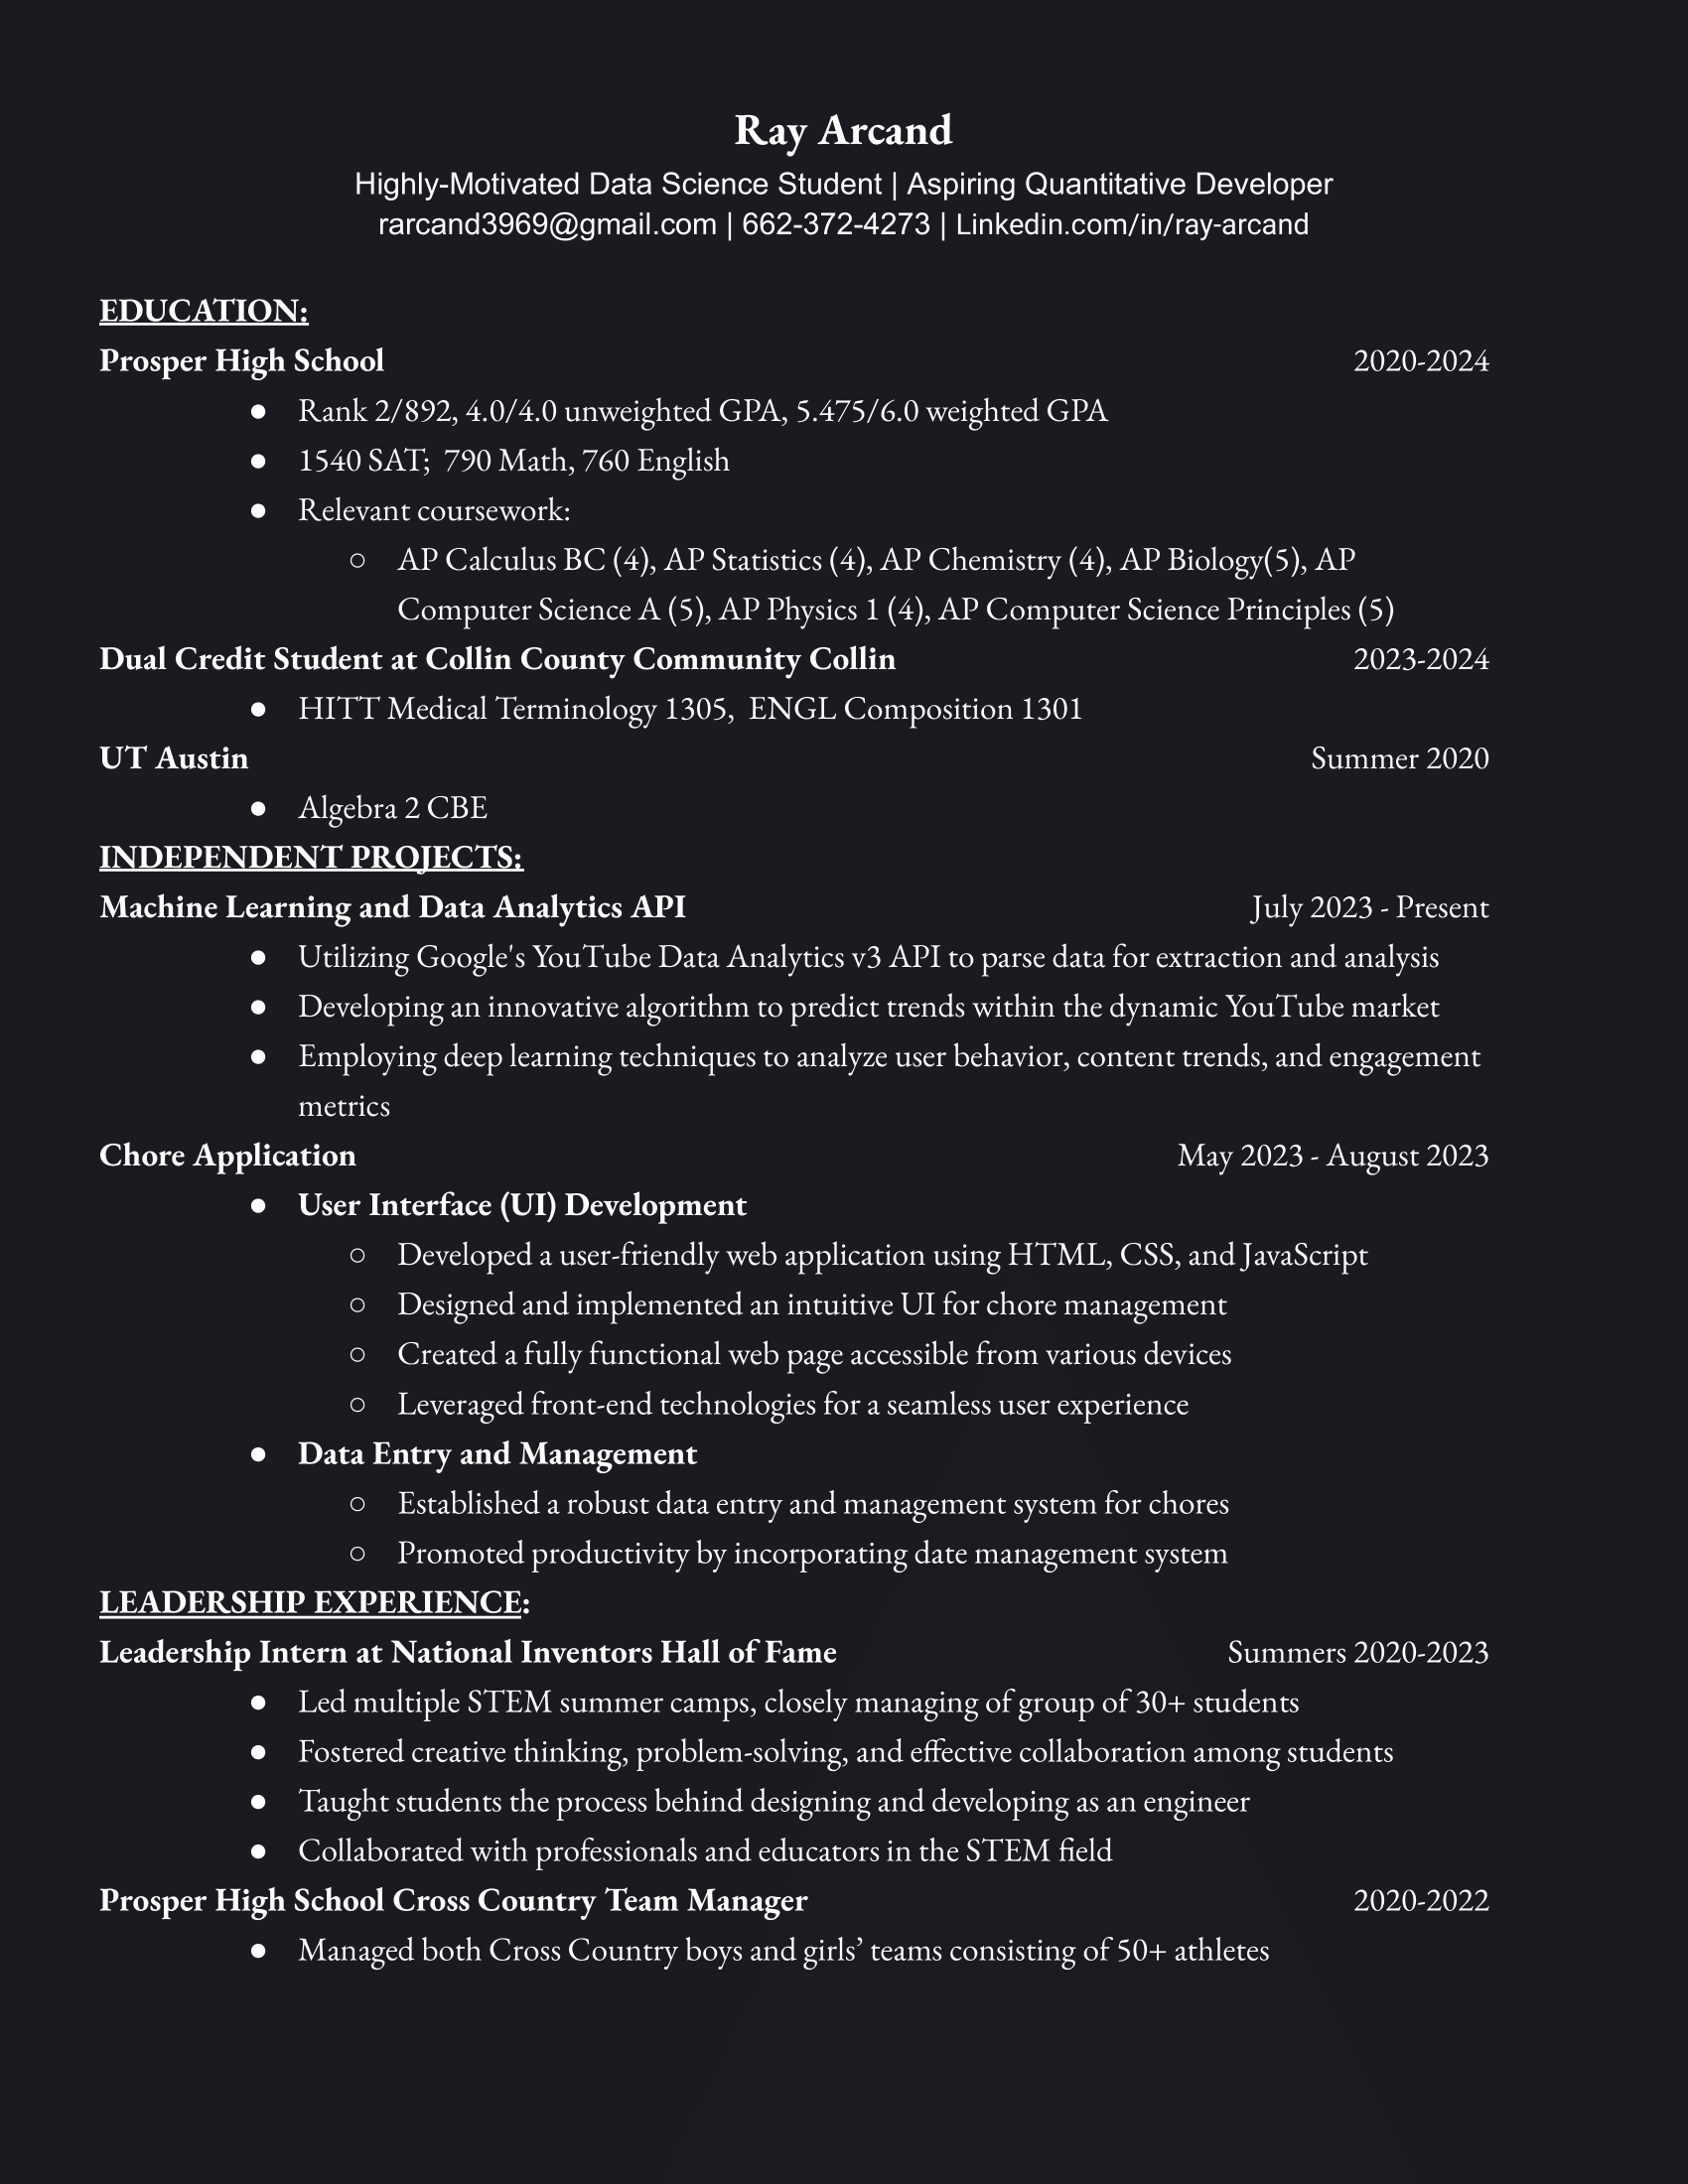 Ray Arcand
Highly-Motivated Data Science Student | Aspiring Quantitative Developer
rarcand3969@gmail.com | 662-372-4273 | Linkedin.com/in/ray-arcand
EDUCATION:
Prosper High School 2020-2024
● Rank 2/892, 4.0/4.0 unweighted GPA, 5.475/6.0 weighted GPA
● 1540 SAT;  790 Math, 760 English
● Relevant coursework:
○ AP Calculus BC (4), AP Statistics (4), AP Chemistry (4), AP Biology(5), AP
Computer Science A (5), AP Physics 1 (4), AP Computer Science Principles (5)
Dual Credit Student at Collin County Community Collin 2023-2024
● HITT Medical Terminology 1305,  ENGL Composition 1301
UT Austin Summer 2020
● Algebra 2 CBE
INDEPENDENT PROJECTS:
Machine Learning and Data Analytics API July 2023 - Present
● Utilizing Google's YouTube Data Analytics v3 API to parse data for extraction and analysis
● Developing an innovative algorithm to predict trends within the dynamic YouTube market
● Employing deep learning techniques to analyze user behavior, content trends, and engagement
metrics
Chore Application May 2023 - August 2023
● User Interface (UI) Development
○ Developed a user-friendly web application using HTML, CSS, and JavaScript
○ Designed and implemented an intuitive UI for chore management
○ Created a fully functional web page accessible from various devices
○ Leveraged front-end technologies for a seamless user experience
● Data Entry and Management
○ Established a robust data entry and management system for chores
○ Promoted productivity by incorporating date management system
LEADERSHIP EXPERIENCE:
Leadership Intern at National Inventors Hall of Fame Summers 2020-2023
● Led multiple STEM summer camps, closely managing of group of 30+ students
● Fostered creative thinking, problem-solving, and effective collaboration among students
● Taught students the process behind designing and developing as an engineer
● Collaborated with professionals and educators in the STEM field
Prosper High School Cross Country Team Manager 2020-2022
● Managed both Cross Country boys and girls’ teams consisting of 50+ athletes